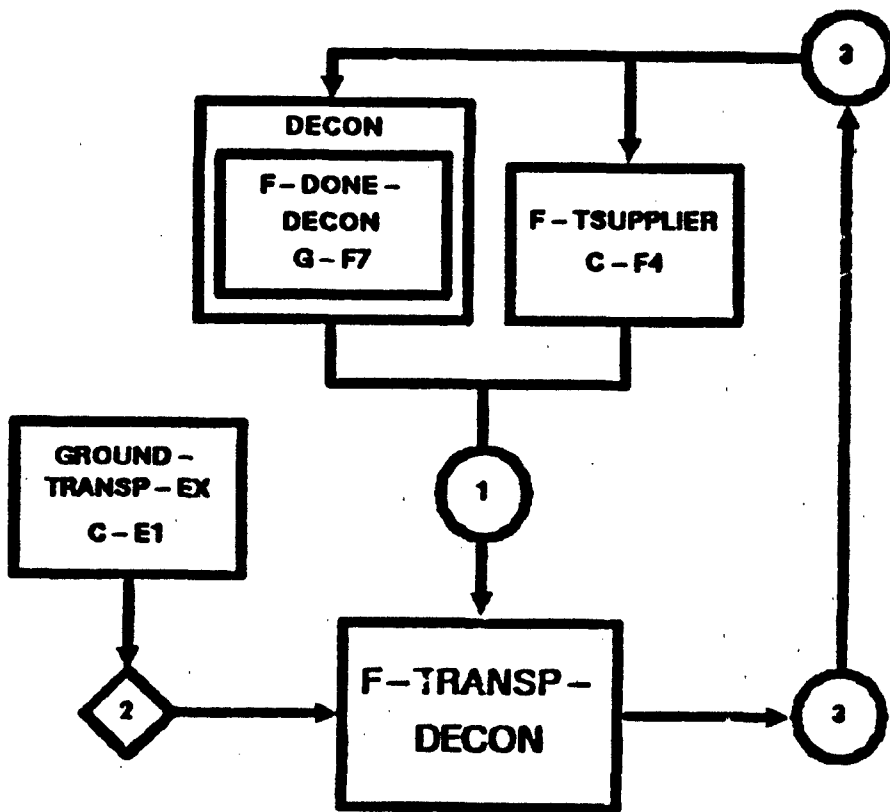 3
DECON
F-DONE-
DECON
G-F7
F-TSUPPLIER
C-F4
GROUND-
TRANSP-EX
C-E1
1
2
F-TRANSP-
DECON
3